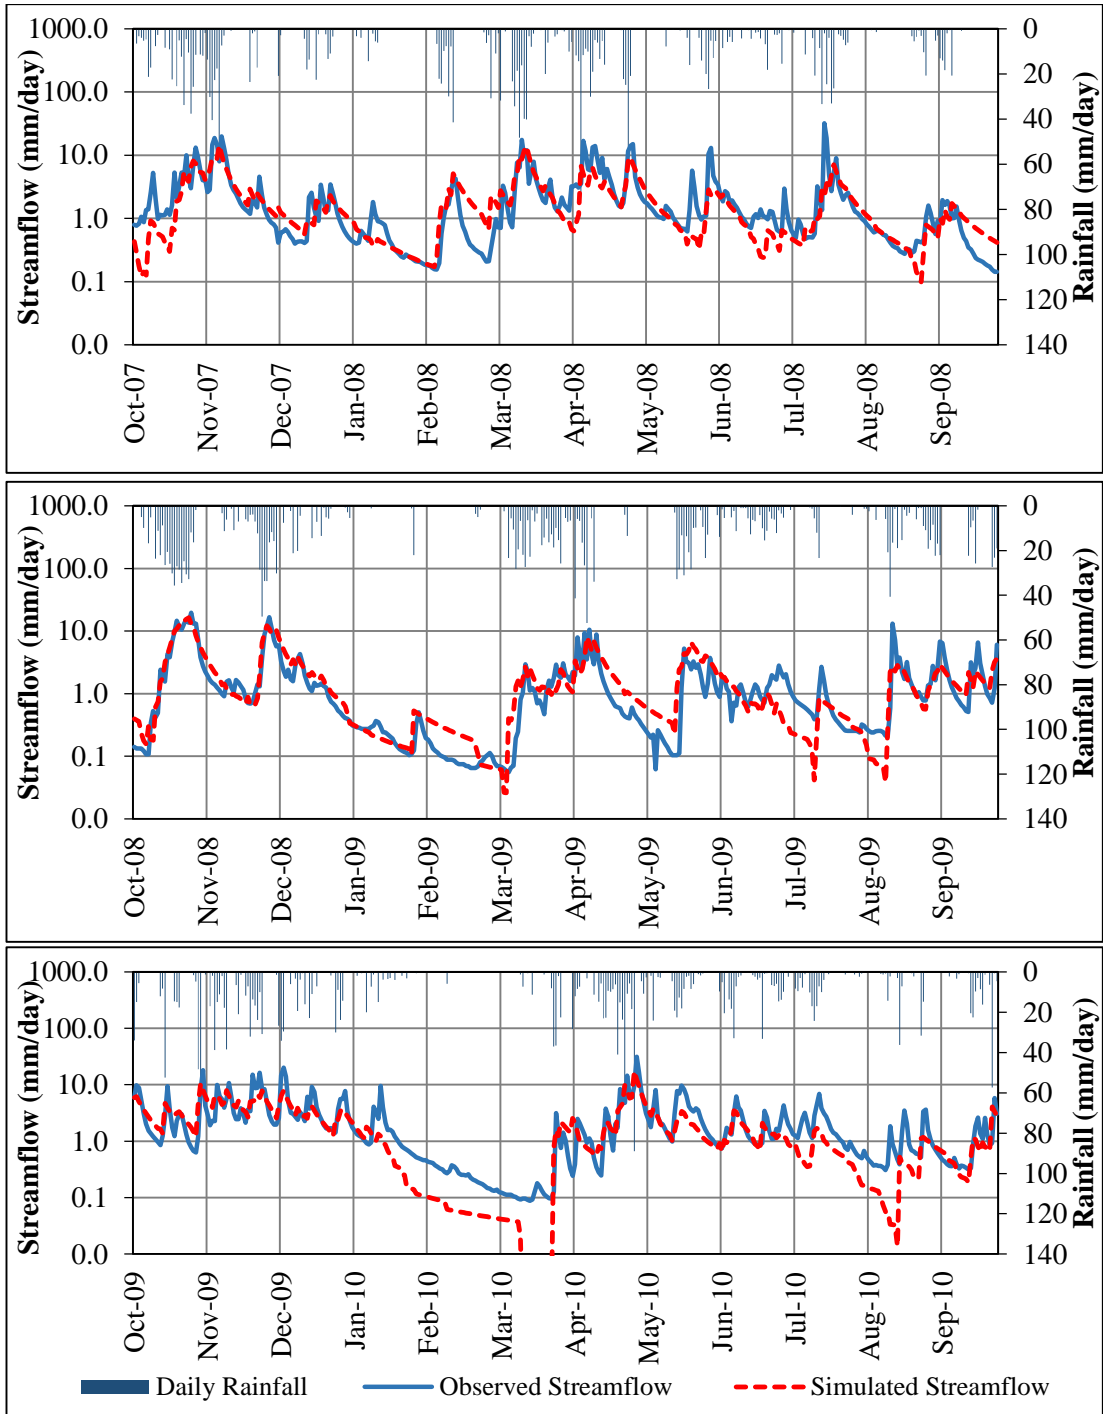 Streamflow (mm/day)
1000.0
100.0
10.0
1.0
0.1
0.0
0
20
40
60
80
100
120
140
Rainfall (mm/day)
Oct-07
Nov-07
Dec-07
Jan-08
Feb-08
Mar-08
Apr-08
May-08
Jun-08
Jul-08
Aug-08
Sep-08
Streamflow (mm/day)
1000.0
100.0
10.0
1.0
0.1
0.0
0
20
40
60
80
100
120
140
Rainfall (mm/day)
Oct-08
Nov-08
Dec-08
Jan-09
Feb-09
Mar-09
Apr-09
May-09
Jun-09
Jul-09
Aug-09
Sep-09
Streamflow (mm/day)
1000.0
100.0
10.0
1.0
0.1
0.0
0
20
40
60
80
100
120
140
Rainfall (mm/day)
Oct-09
Nov-09
Dec-09
Jan-10
Feb-10
Mar-10
Apr-10
May-10
Jun-10
Jul-10
Aug-10
Sep-10
Daily Rainfall Observed Streamflow Simulated Streamflow